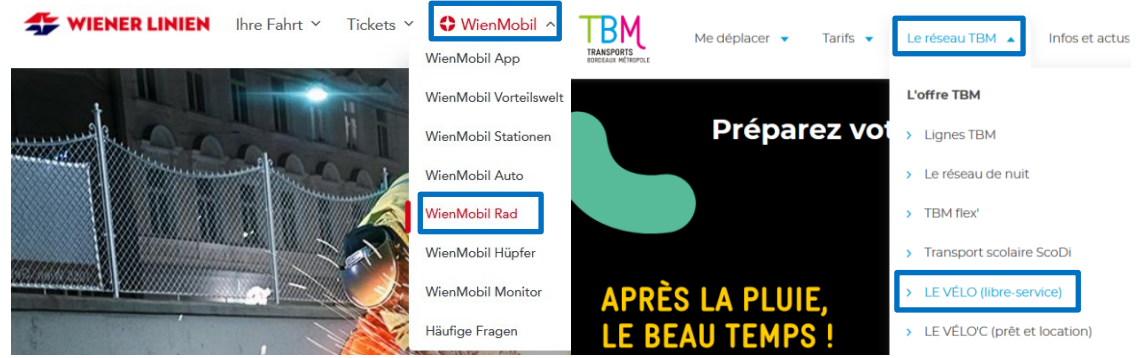 WIENER LINIEN
Ihre Fahrt
Tickets
WienMobil
WienMobil App
WienMobil Vorteilswelt
WienMobil Stationen
WienMobil Auto
WienMobil Rad
WienMobil Hüpfer
WienMobil Monitor
Häufige Fragen
TBM
TRANSPORTS
BORDEAUX MÉTROPOLE
Me déplacer
Tarifs
Le réseau TBM
Infos et actus
Préparez vot
APRÈS LA PLUIE,
LE BEAU TEMPS !
L'offre TBM
Lignes TBM
Le réseau de nuit
TBM flex'
Transport scolaire ScoDi
LE VÉLO (libre-service)
LE VÉLO'C (prêt et location)